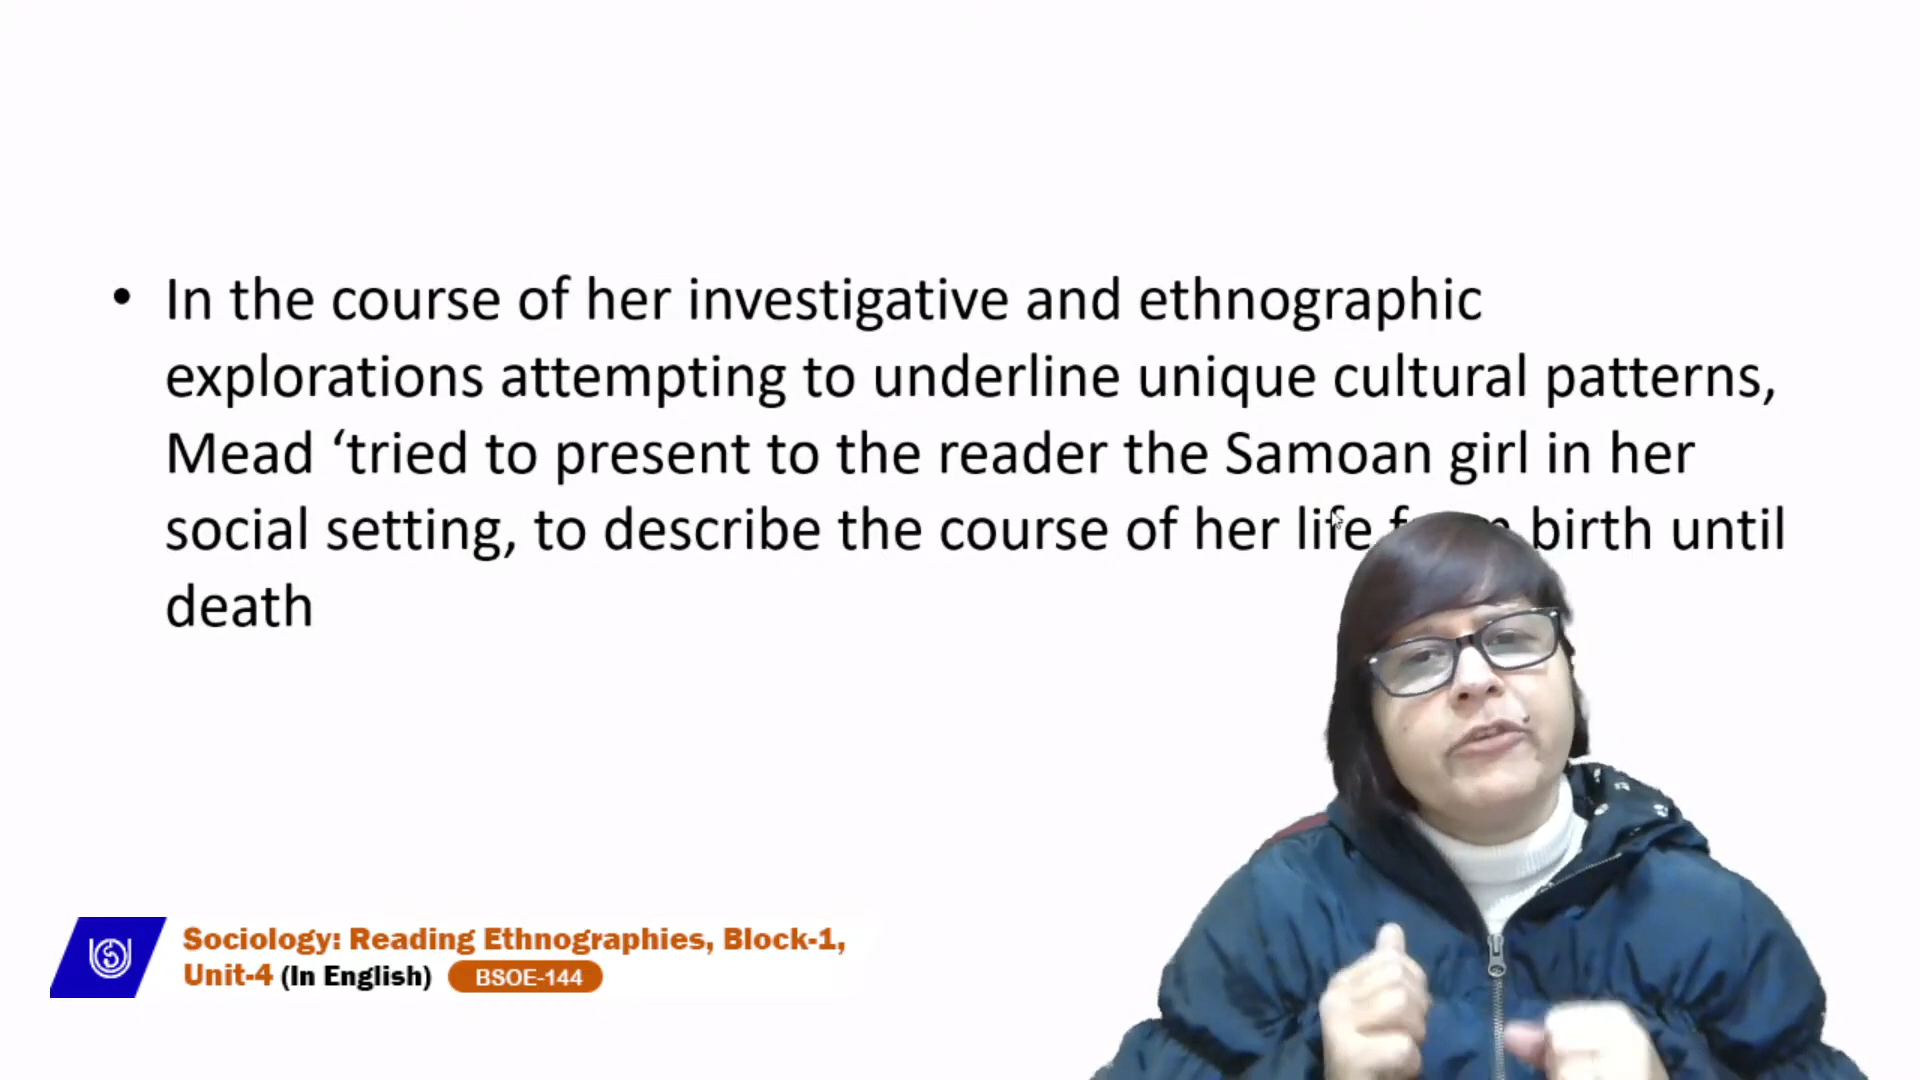 • In the course of her investigative and ethnographic
explorations attempting to underline unique cultural patterns,
Mead ‘tried to present to the reader the Samoan girl in her
social setting, to describe the course of her life birth until
death
Sociology: Reading Ethnographies, Block-1,
Unit-4 (In English) BSOE-144